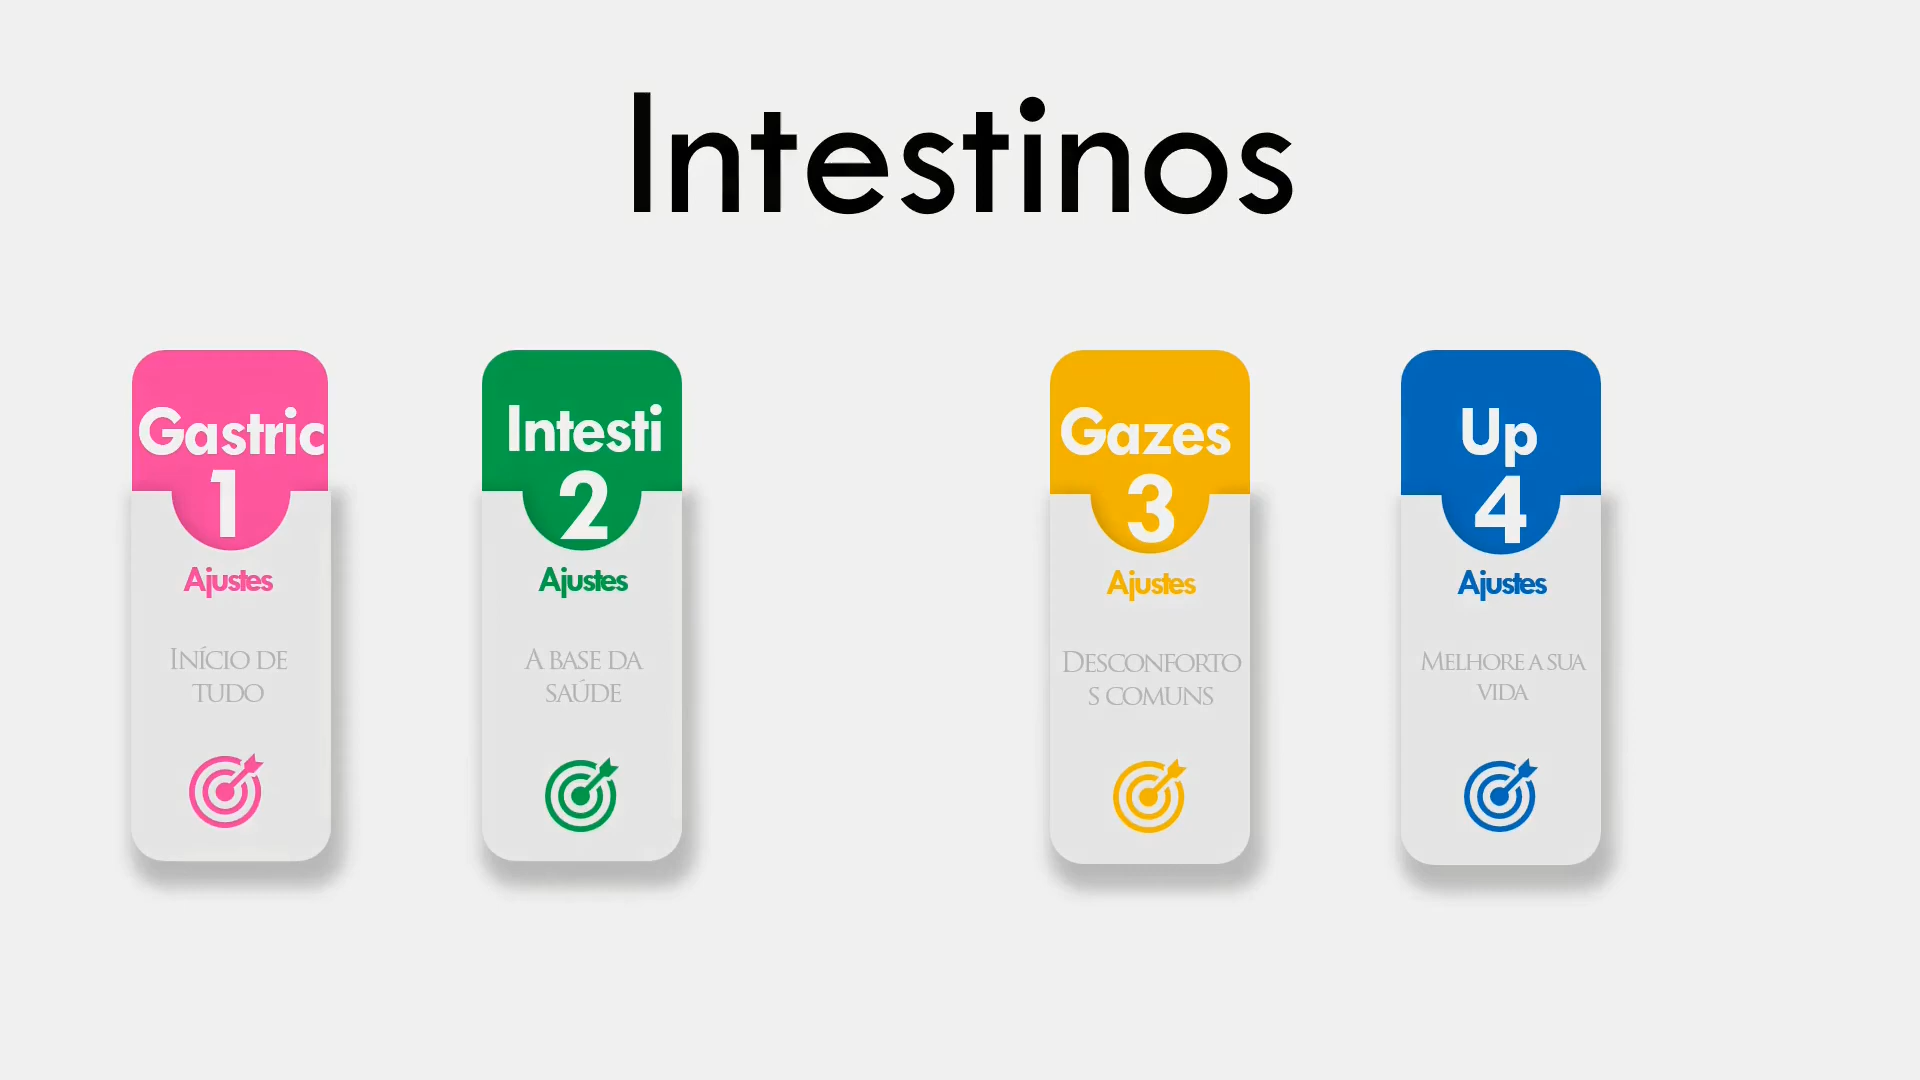 Intestinos
Gastric
1
Ajustes
Início de
tudo
Intesti
2
Ajustes
A base da
saúde
Gazes
3
Ajustes
Desconforto
s comuns
Up
4
Ajustes
Melhore a sua
vida